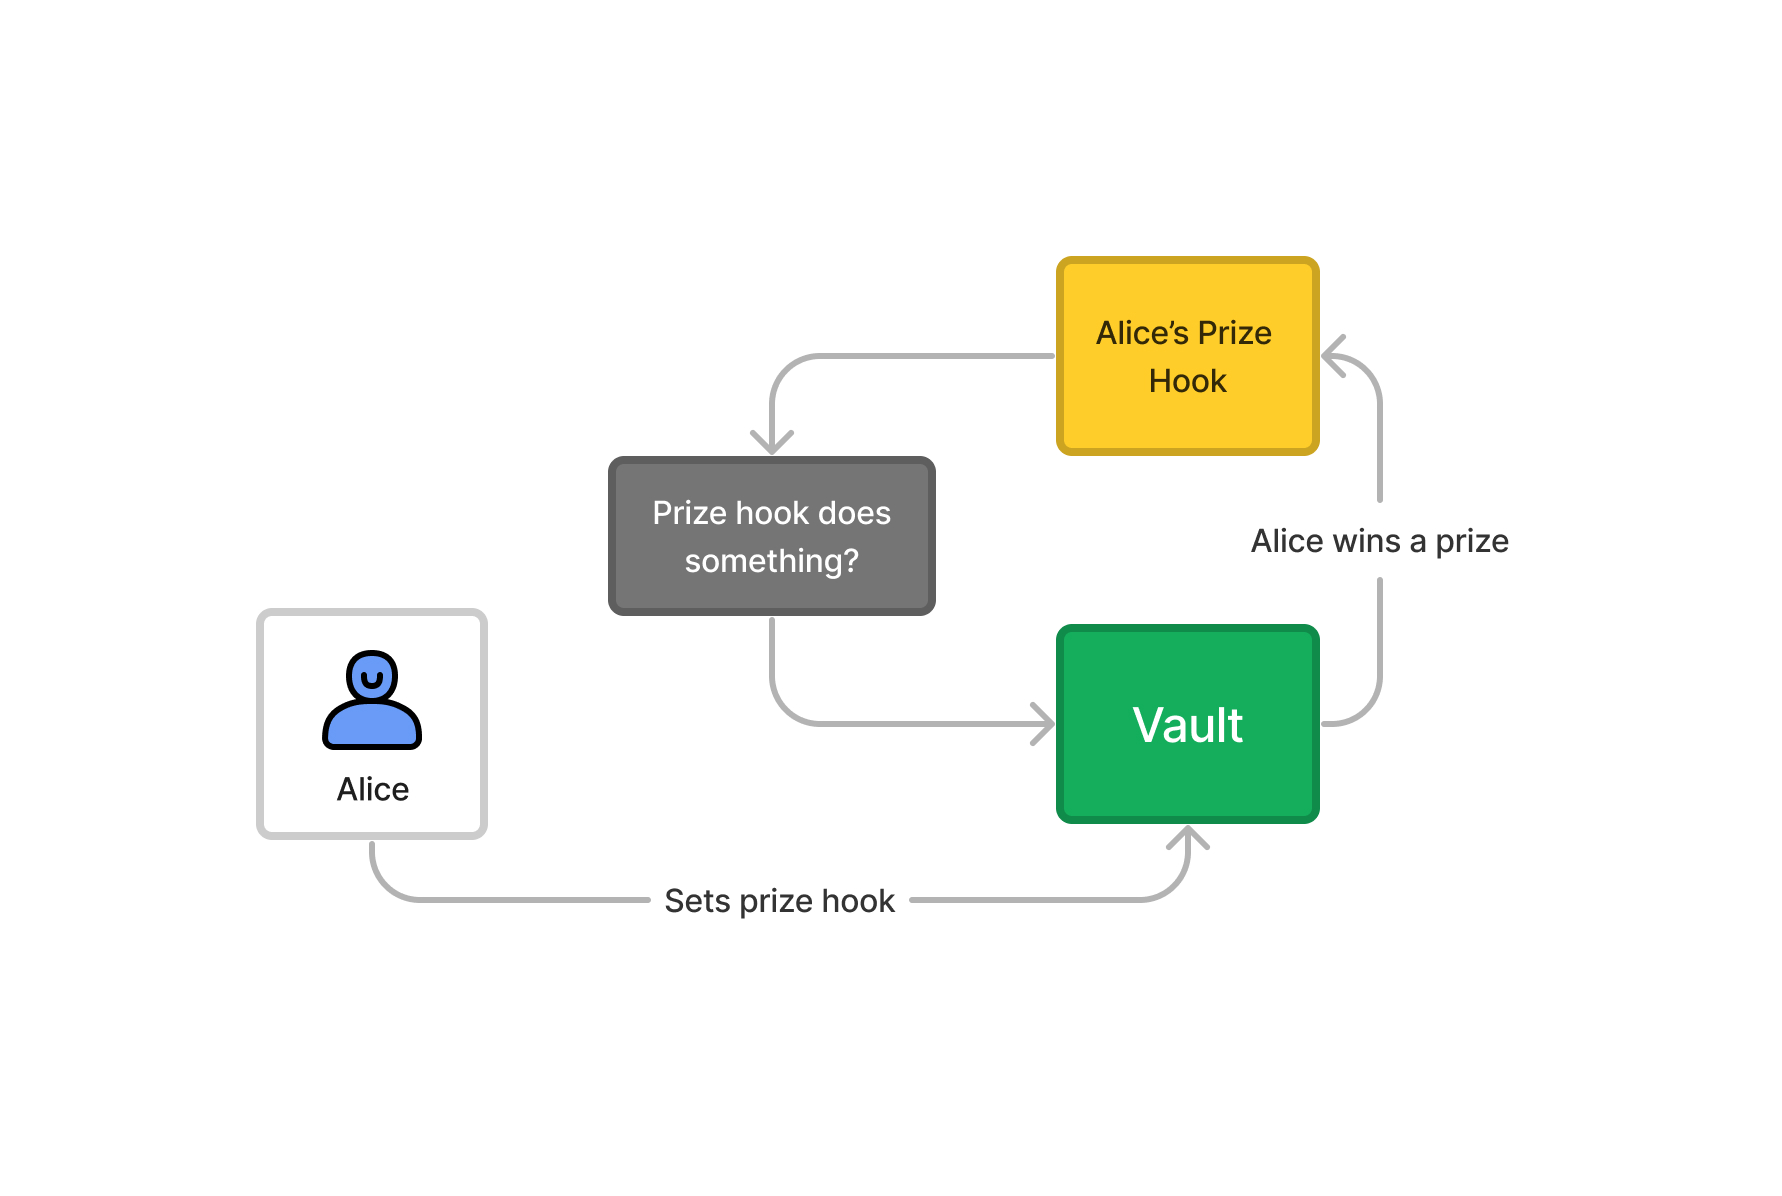 Alice’s Prize
Hook
Prize hook does
something?
Alice wins a prize
Vault
Alice
Sets prize hook